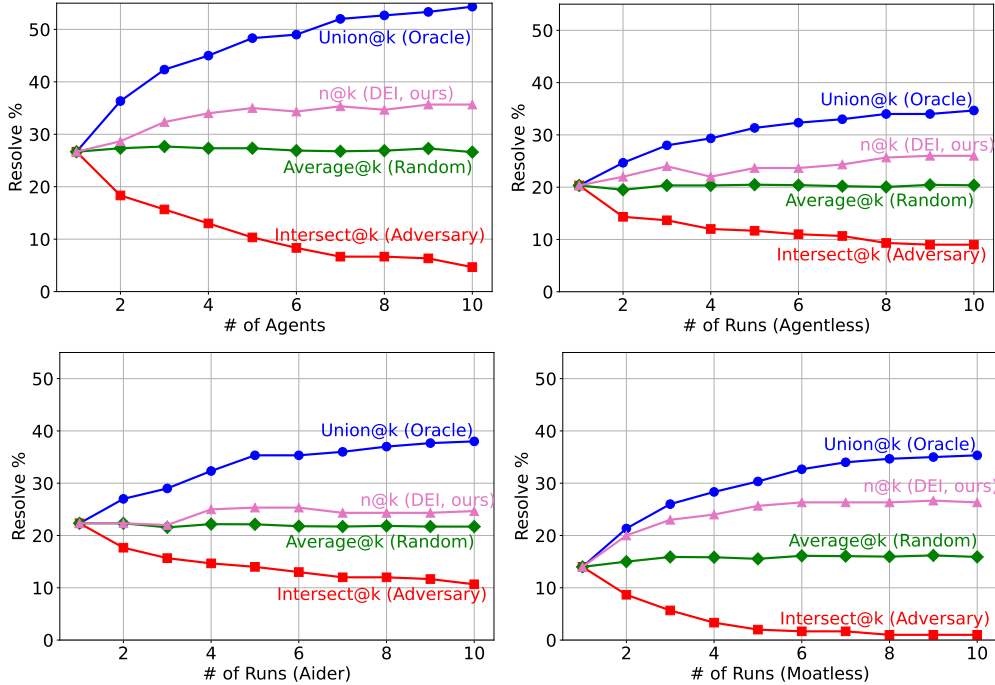 50
40
30
20
10
0
Resolve %
Union@k (Oracle)
n@k (DEI, ours)
Average@k (Random)
Intersect@k (Adversary)
2 4 6 8 10
# of Agents
50
40
30
20
10
0
Resolve %
Union@k (Oracle)
n@k (DEI, ours)
Average@k (Random)
Intersect@k (Adversary)
2 4 6 8 10
# of Runs (Agentless)
50
40
30
20
10
0
Resolve %
Union@k (Oracle)
n@k (DEI, ours)
Average@k (Random)
Intersect@k (Adversary)
2 4 6 8 10
# of Runs (Aider)
50
40
30
20
10
0
Resolve %
Union@k (Oracle)
n@k (DEI, ours)
Average@k (Random)
Intersect@k (Adversary)
2 4 6 8 10
# of Runs (Moatless)